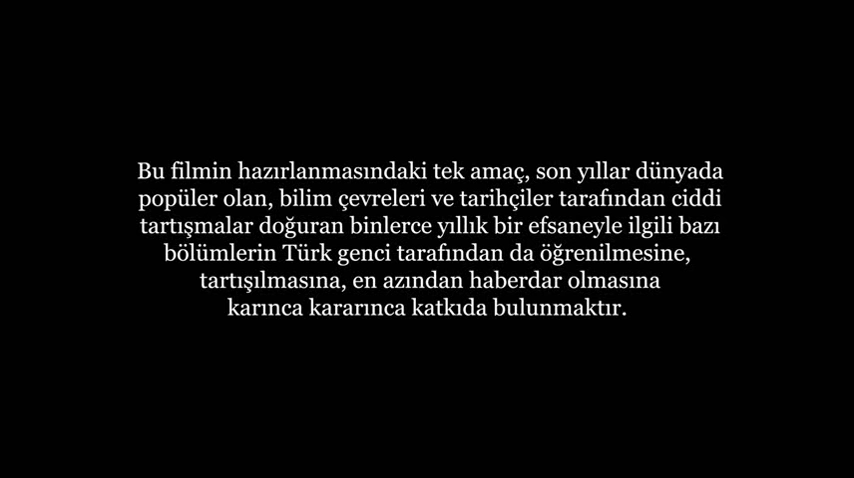 Bu filmin hazırlanmasındaki tek amaç, son yıllar dünyada
popüler olan, bilim çevreleri ve tarihçiler tarafından ciddi
tartışmalar doğuran binlerce yıllık bir efsaneyle ilgili bazı
bölümlerin Türk genci tarafından da öğrenilmesine,
tartışılmasına, en azından haberdar olmasına
karınca kararınca katkıda bulunmaktır.